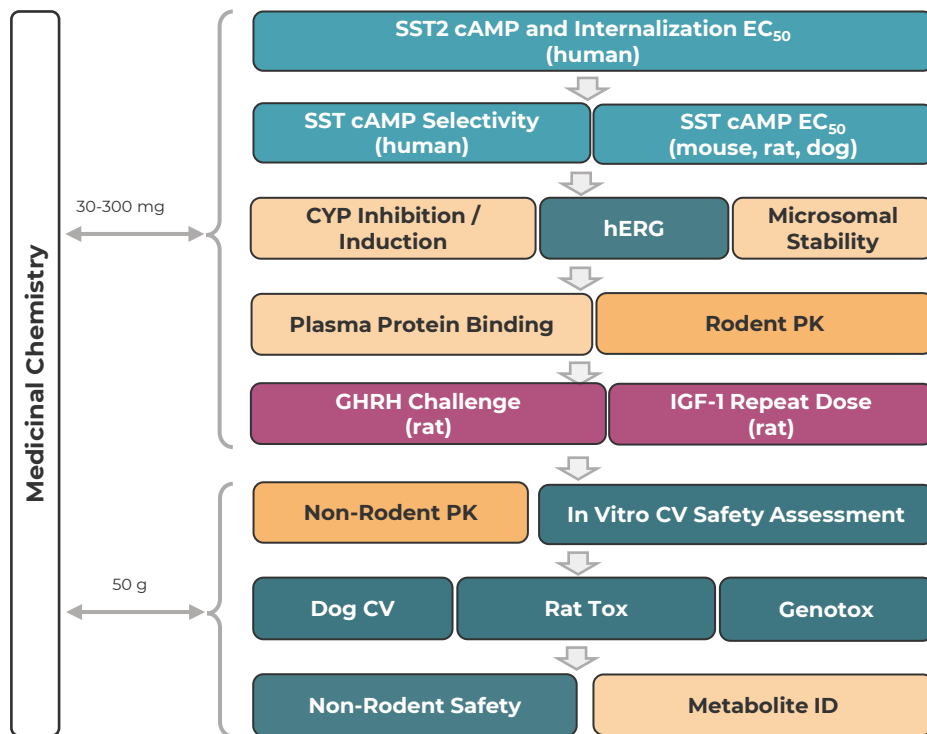 Medicinal Chemistry
SST2 cAMP and Internalization EC₅₀
(human)
SST cAMP Selectivity
(human)
SST cAMP EC₅₀
(mouse, rat, dog)
30-300 mg
CYP Inhibition /
Induction
hERG
Microsomal
Stability
Plasma Protein Binding
Rodent PK
GHRH Challenge
(rat)
IGF-1 Repeat Dose
(rat)
50 g
Non-Rodent PK
In Vitro CV Safety Assessment
Dog CV
Rat Tox
Genotox
Non-Rodent Safety
Metabolite ID